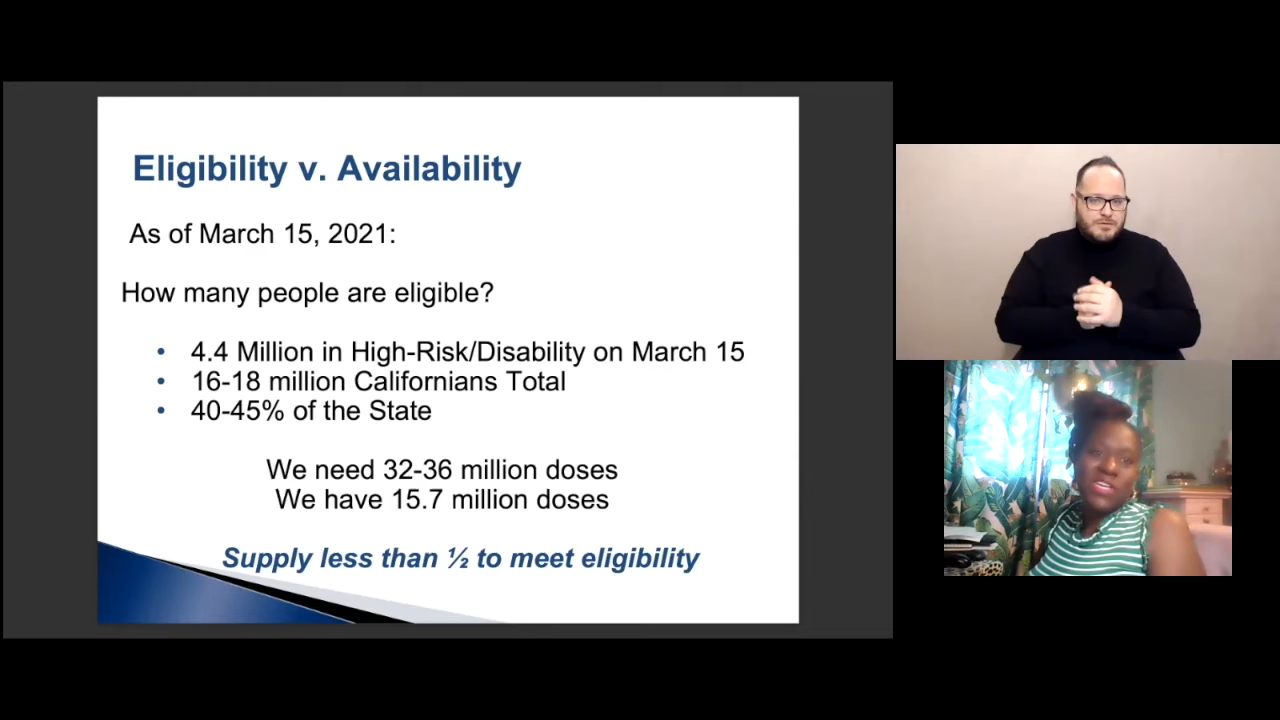 Eligibility v. Availability
As of March 15, 2021:
How many people are eligible?
• 4.4 Million in High-Risk/Disability on March 15
• 16-18 million Californians Total
• 40-45% of the State
We need 32-36 million doses
We have 15.7 million doses
Supply less than ½ to meet eligibility